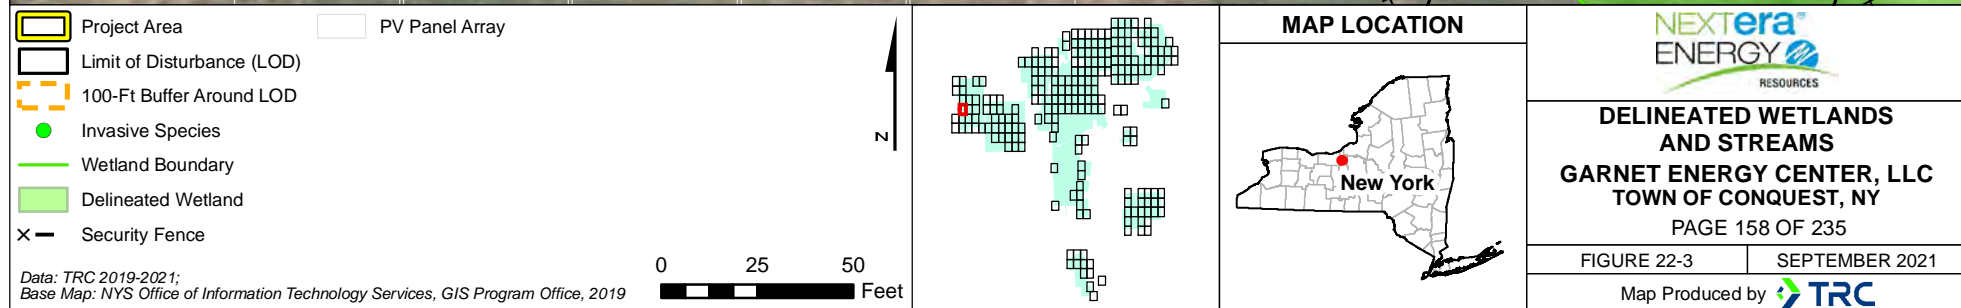 Project Area
PV Panel Array
Limit of Disturbance (LOD)
100-Ft Buffer Around LOD
Invasive Species
Wetland Boundary
Delineated Wetland
Security Fence
Data: TRC 2019-2021;
Base Map: NYS Office of Information Technology Services, GIS Program Office, 2019
0 25 50
Feet
N
MAP LOCATION
New York
NEXTera®
ENERGY
RESOURCES
DELINEATED WETLANDS
AND STREAMS
GARNET ENERGY CENTER, LLC
TOWN OF CONQUEST, NY
PAGE 158 OF 235
FIGURE 22-3
SEPTEMBER 2021
Map Produced by TRC